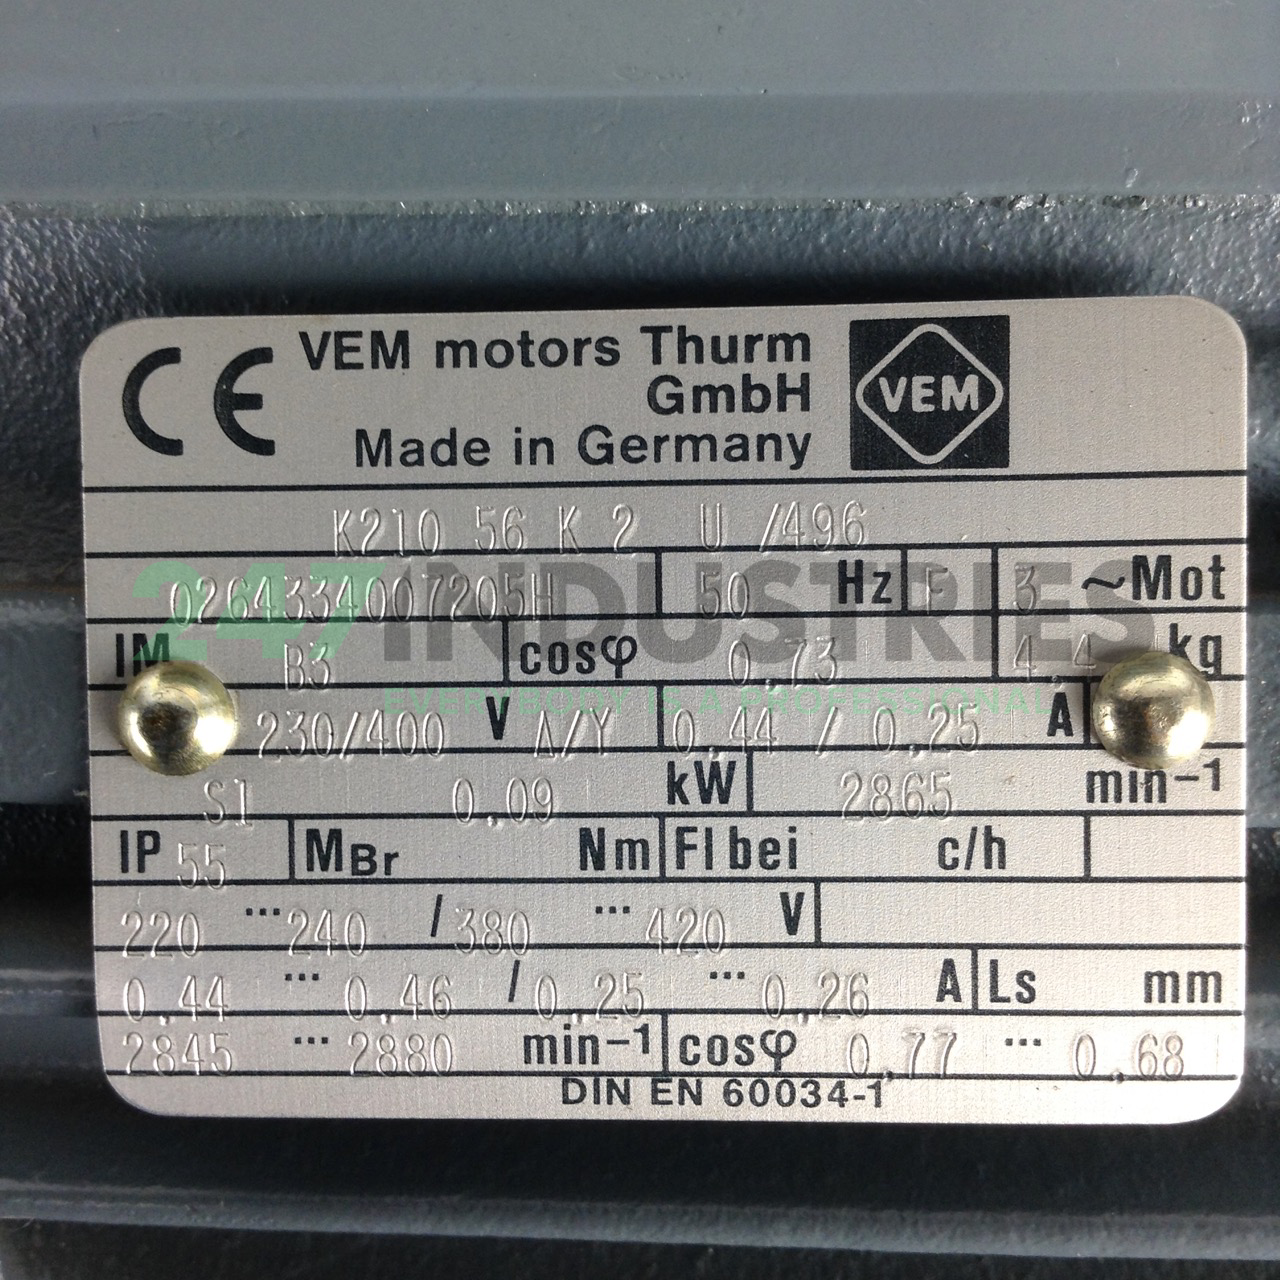 CE VEM motors Thurm GmbH Made in Germany VEM
K210 56 K 2 U /496
0264334007205H 50 Hz F 3 ~Mot
IM B3 cosφ 0,73 4,4 kg
230/400 V Δ/Y 0,44 / 0,25 A
S1 0,09 kW 2865 min-1
IP 55 MBr Nm FI bei c/h
220 ... 240 / 380 ... 420 V
0,44 ... 0,46 / 0,25 ... 0,26 A Ls mm
2845 ... 2880 min-1 cosφ 0,77 ... 0,68
DIN EN 60034-1
247 INDUSTRIES
EVERYBODY IS A PROFESSIONAL